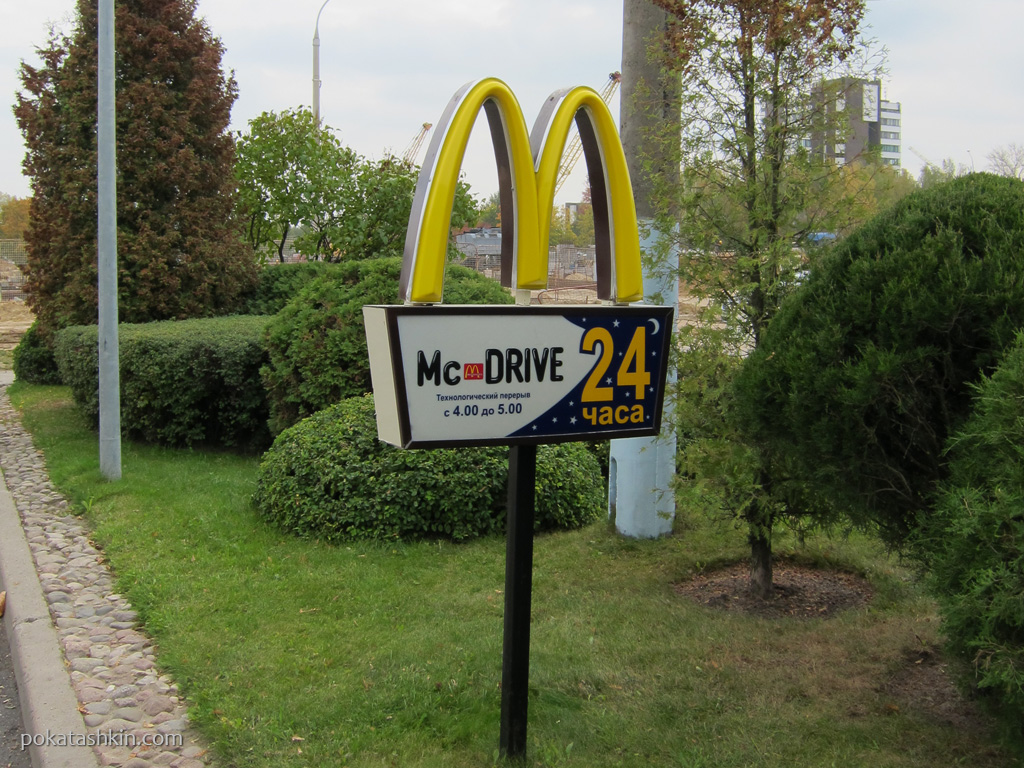 Mc DRIVE
Технологический перерыв
с 4.00 до 5.00
24
часа
pokatashkin.com